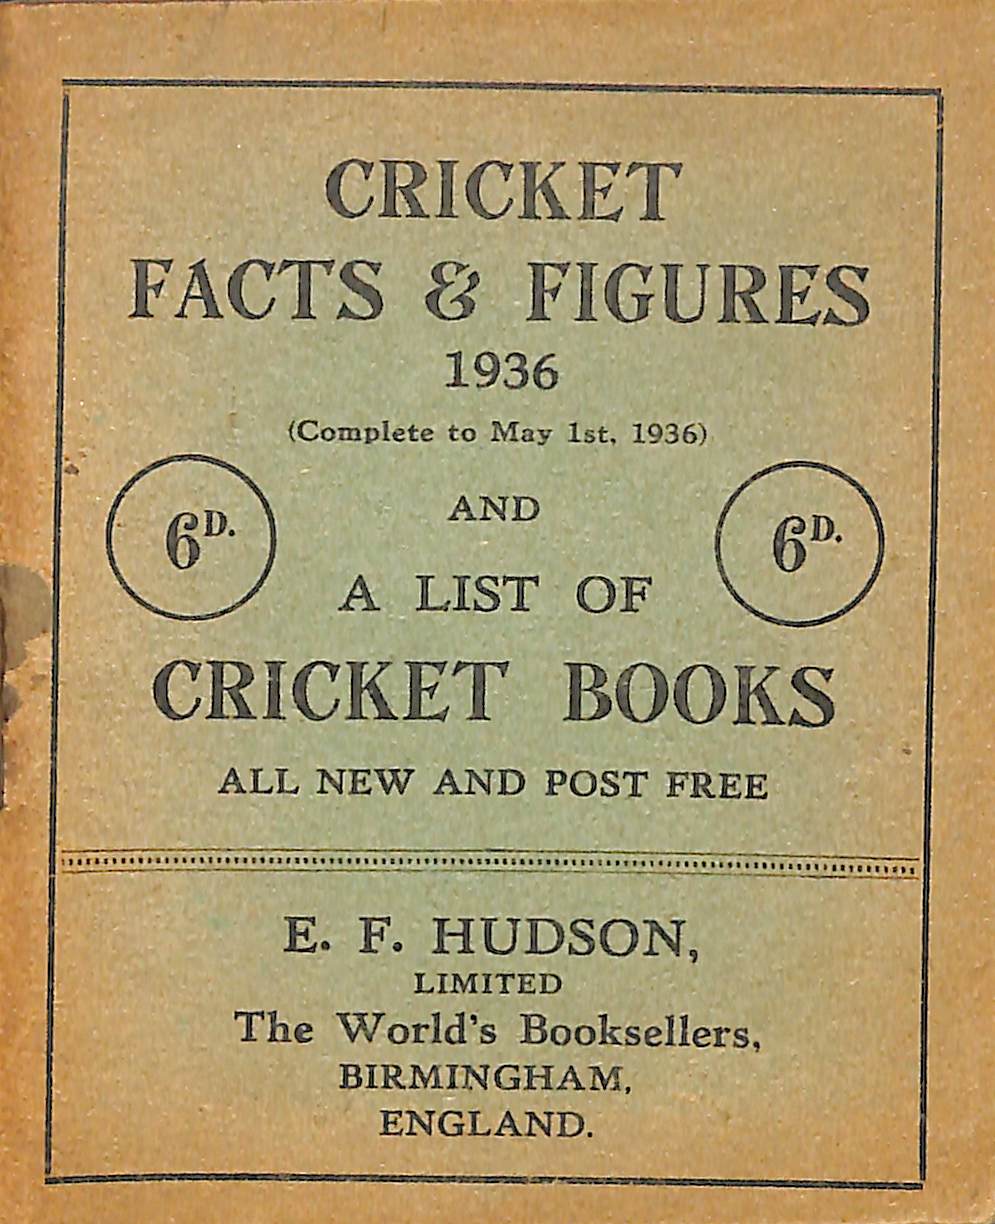 CRICKET
FACTS & FIGURES
1936
(Complete to May 1st, 1936)
AND
6D.
6D.
A LIST OF
CRICKET BOOKS
ALL NEW AND POST FREE
E. F. HUDSON,
LIMITED
The World's Booksellers,
BIRMINGHAM,
ENGLAND.